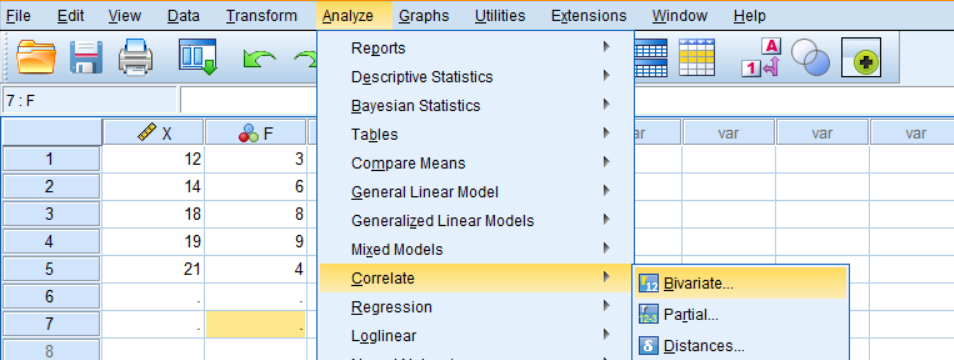 File Edit View Data Transform Analyze Graphs Utilities Extensions Window Help
Reports
Descriptive Statistics
A
1
7 : F
Bayesian Statistics
X F Tables ar var var var
1 12 3 Compare Means
2 14 6 General Linear Model
3 18 8 Generalized Linear Models
4 19 9 Mixed Models
5 21 4 Correlate Bivariate...
6 . . Regression Partial...
7 . . Loglinear Distances...
8